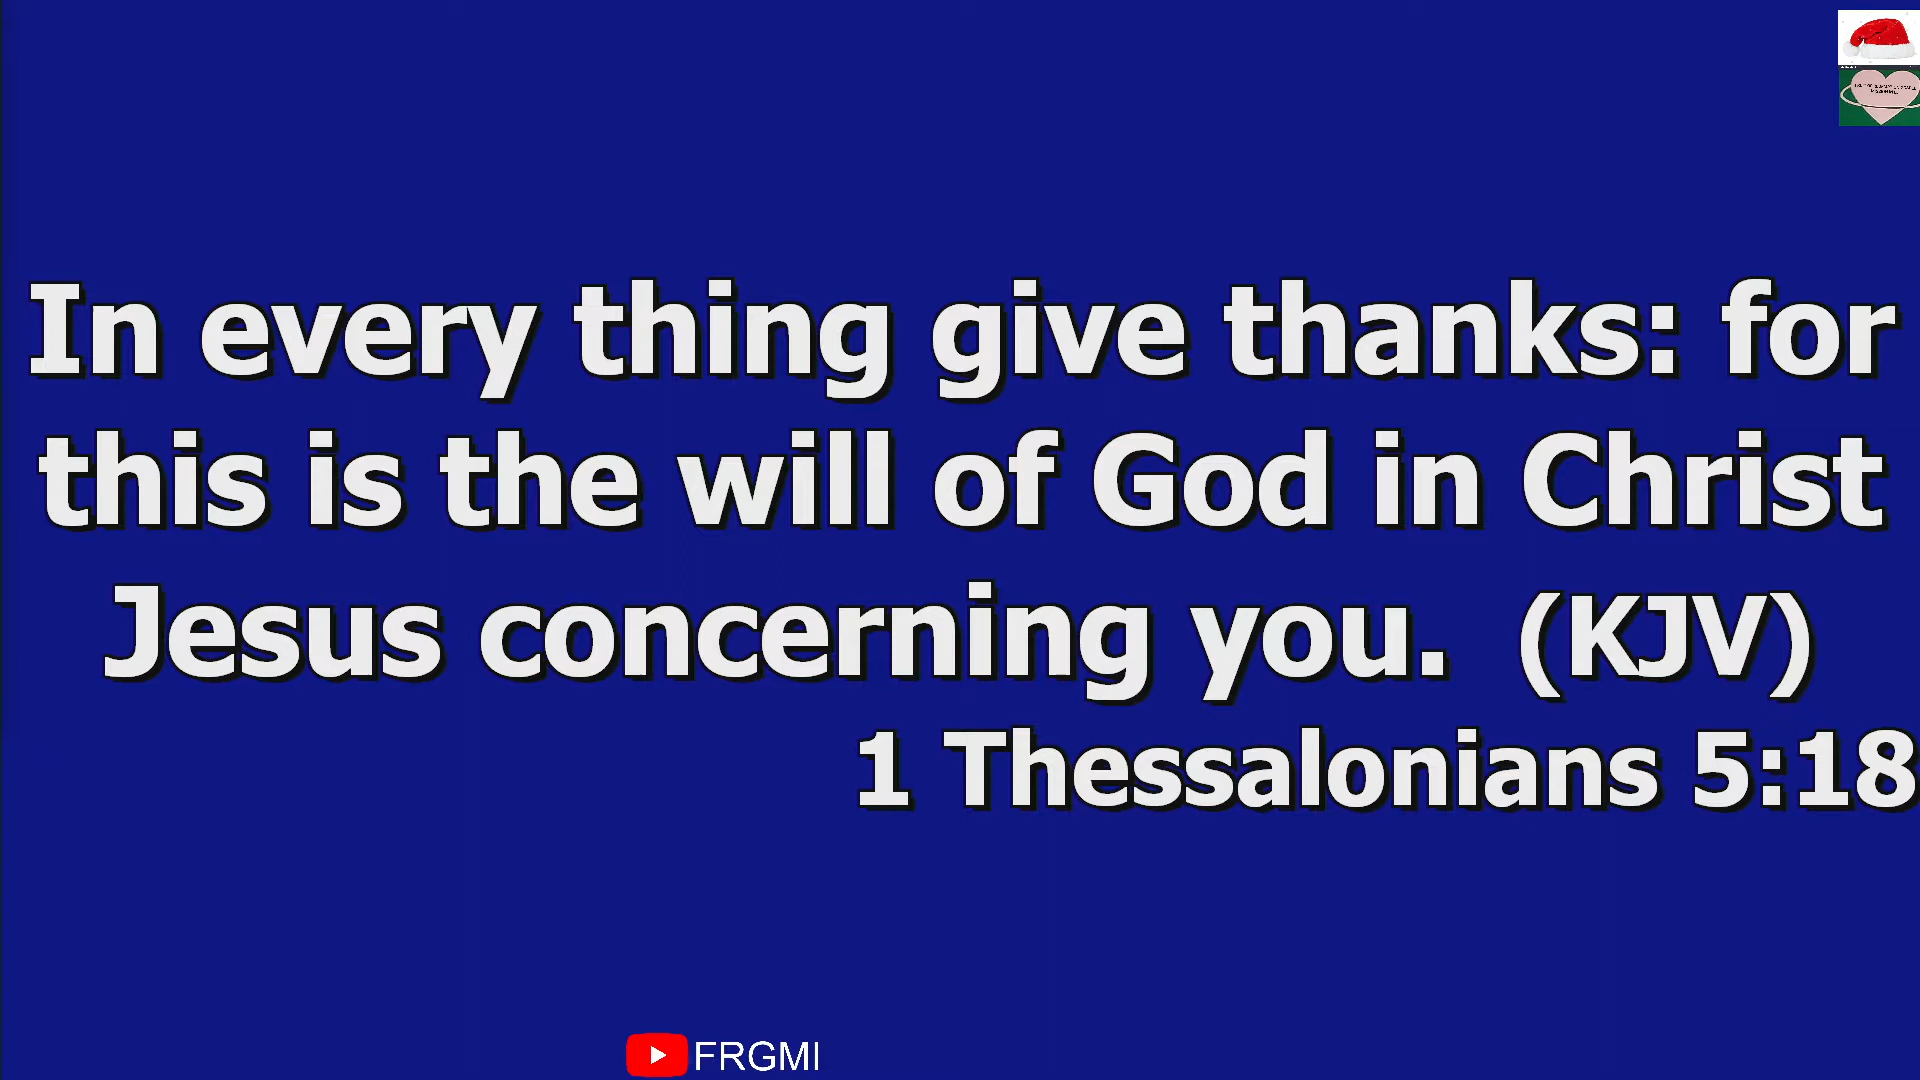 In every thing give thanks: for
this is the will of God in Christ
Jesus concerning you. (KJV)
1 Thessalonians 5:18
FRGMI